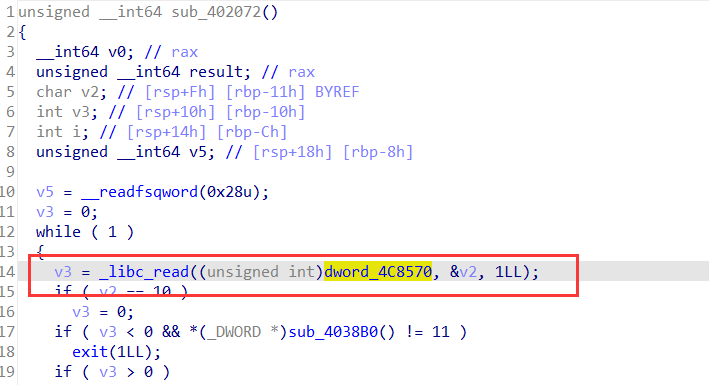 1 unsigned __int64 sub_402072()
2 {
3 __int64 v0; // rax
4 unsigned __int64 result; // rax
5 char v2; // [rsp+Fh] [rbp-11h] BYREF
6 int v3; // [rsp+10h] [rbp-10h]
7 int i; // [rsp+14h] [rbp-Ch]
8 unsigned __int64 v5; // [rsp+18h] [rbp-8h]
9
10 v5 = __readfsqword(0x28u);
11 v3 = 0;
12 while ( 1 )
13 {
14 v3 = _libc_read((unsigned int)dword_4C8570, &v2, 1LL);
15 if ( v2 == 10 )
16 v3 = 0;
17 if ( v3 < 0 && *(_DWORD *)sub_4038B0() != 11 )
18 exit(1LL);
19 if ( v3 > 0 )